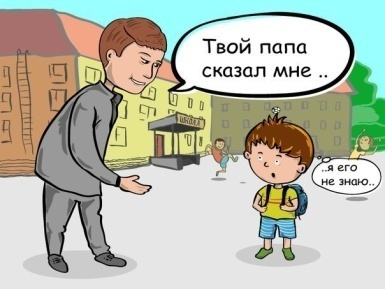 Твой папа
сказал мне ..
ШКОЛА
..я его
не знаю..